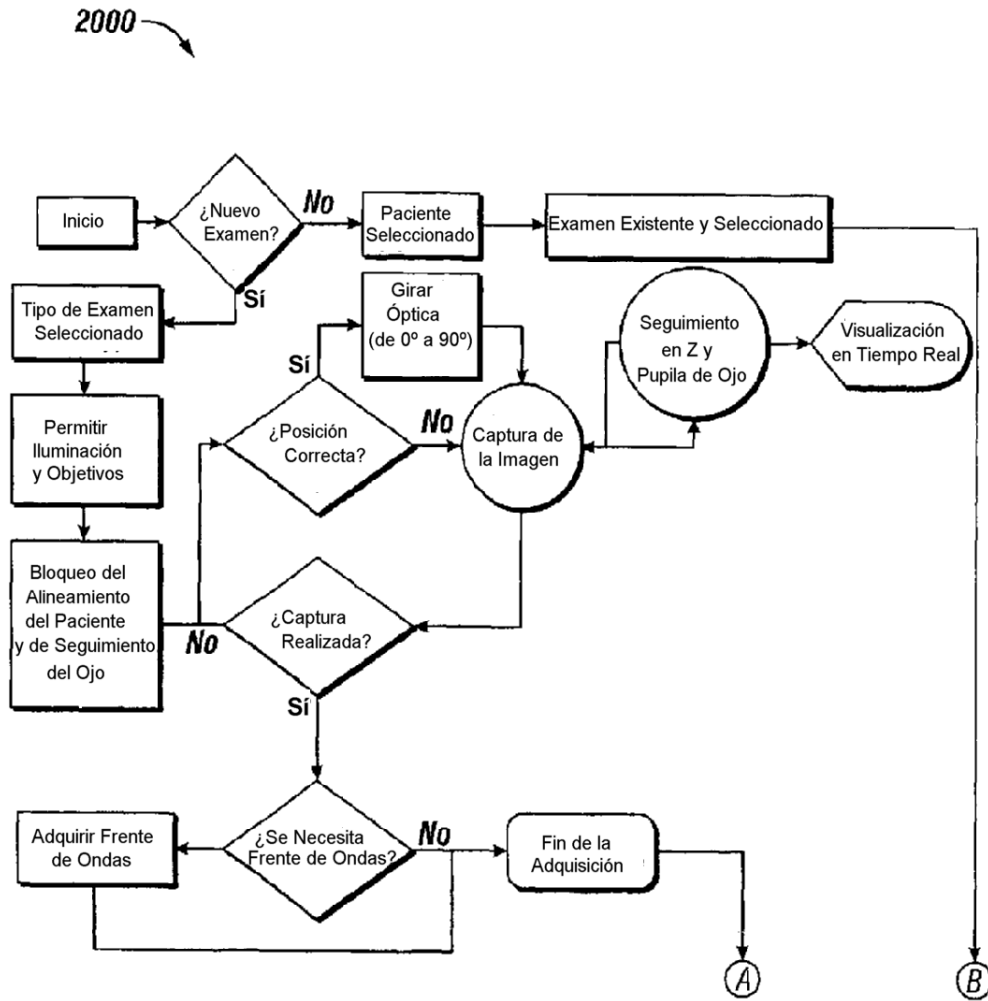 2000
Inicio
¿Nuevo
Examen?
No
Paciente
Seleccionado
Examen Existente y Seleccionado
Sí
Tipo de Examen
Seleccionado
Girar
Óptica
(de 0º a 90º)
Seguimiento
en Z y
Pupila de Ojo
Visualización
en Tiempo Real
Sí
Permitir
Iluminación
y Objetivos
¿Posición
Correcta?
No
Captura de
la Imagen
Bloqueo del
Alineamiento
del Paciente
y de Seguimiento
del Ojo
No
¿Captura
Realizada?
Sí
Adquirir Frente
de Ondas
¿Se Necesita
Frente de Ondas?
No
Fin de la
Adquisición
A
B